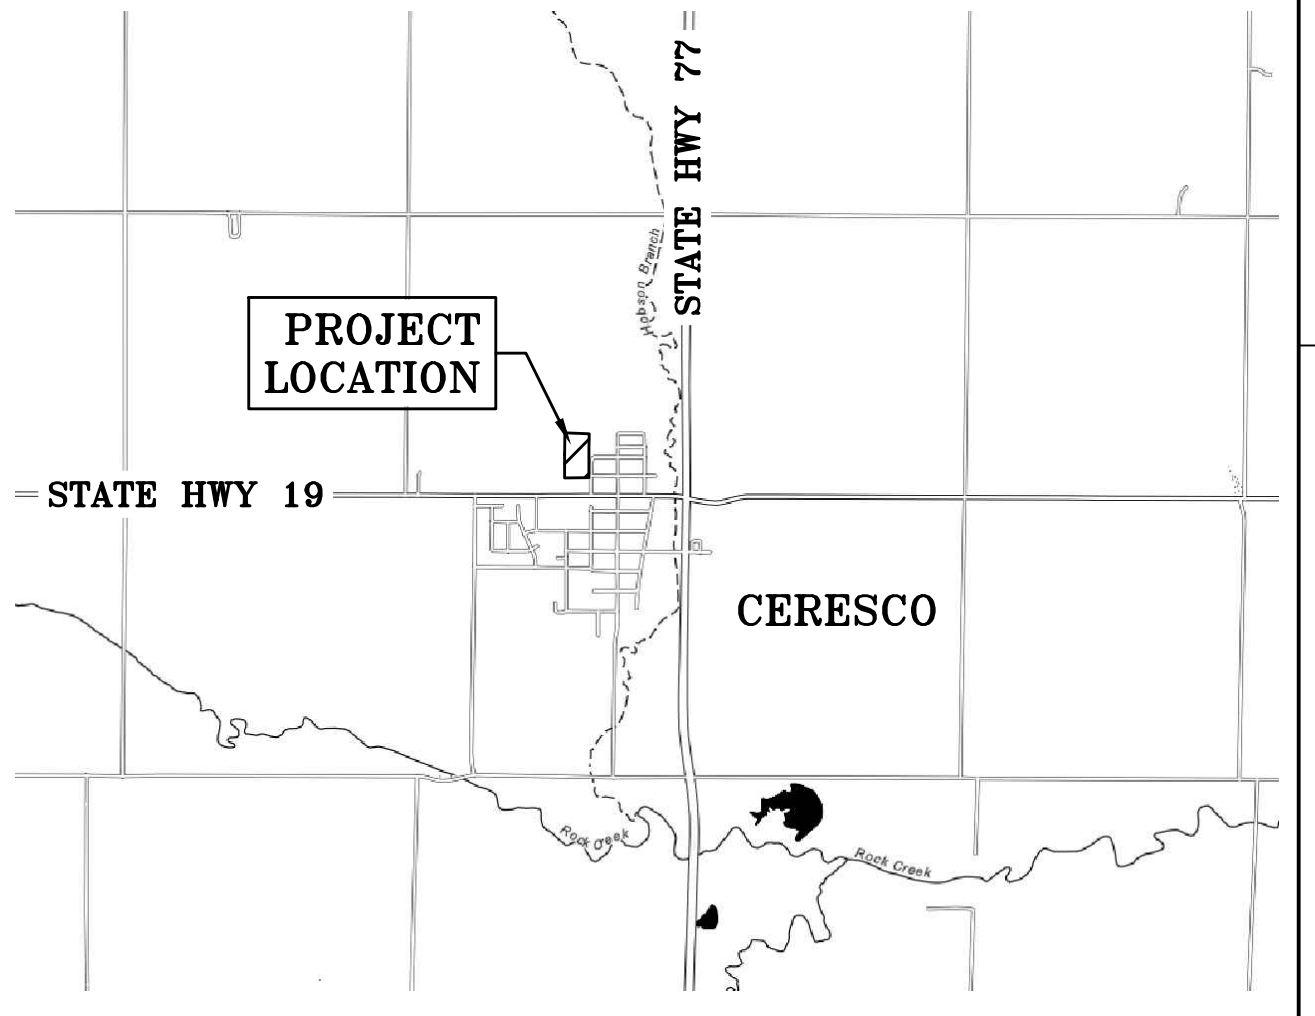 STATE HWY 77
Hobson Branch
PROJECT
LOCATION
STATE HWY 19
CERESCO
Rock Creek
Rock Creek